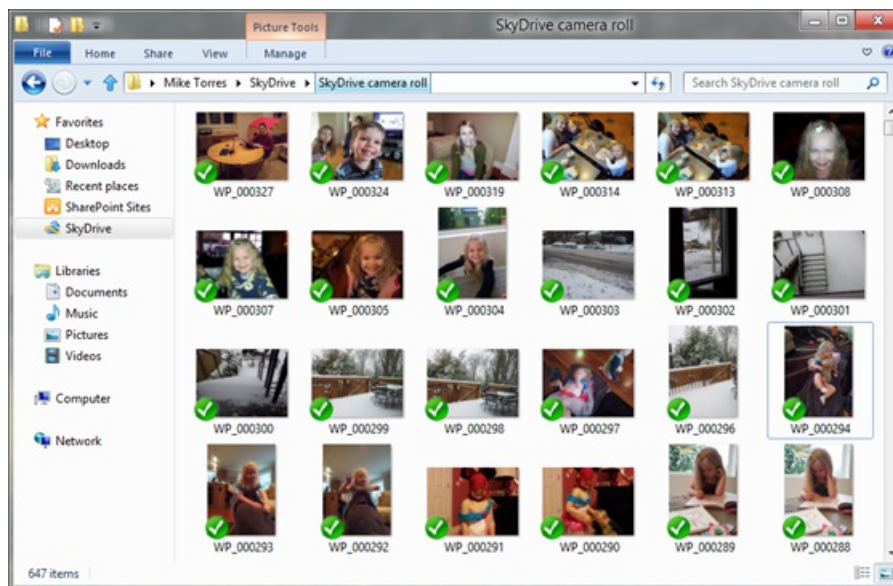 Picture Tools
SkyDrive camera roll
File Home Share View Manage
Mike Torres SkyDrive SkyDrive camera roll
Search SkyDrive camera roll
Favorites
Desktop
Downloads
Recent places
SharePoint Sites
SkyDrive
Libraries
Documents
Music
Pictures
Videos
Computer
Network
WP_000327 WP_000324 WP_000319 WP_000314 WP_000313 WP_000308
WP_000307 WP_000305 WP_000304 WP_000303 WP_000302 WP_000301
WP_000300 WP_000299 WP_000298 WP_000297 WP_000296 WP_000294
WP_000293 WP_000292 WP_000291 WP_000290 WP_000289 WP_000288
647 items